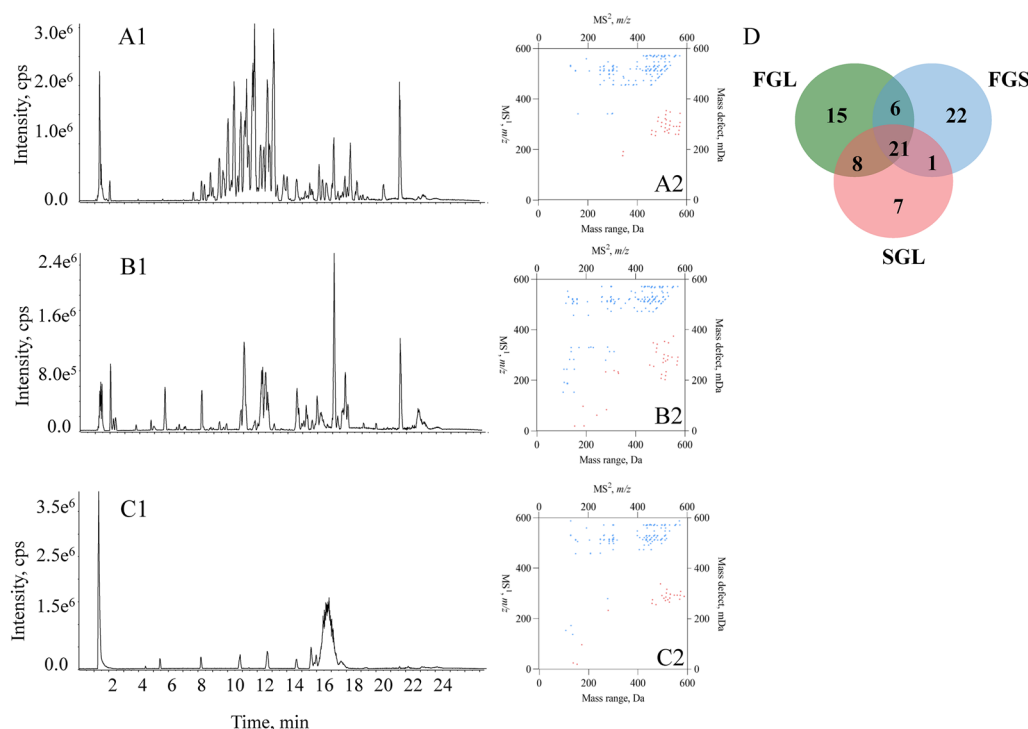 A1
Intensity, cps
3.0e⁶
2.0e⁶
1.0e⁶
0.0
MS², m/z
0 200 400 600
600
400
200
0
MS¹, m/z
600
400
200
0
Mass defect, mDa
A2
0 200 400 600
Mass range, Da
D
FGL
FGS
15
6
22
21
8
1
7
SGL
B1
Intensity, cps
2.4e⁶
1.6e⁶
8.0e⁵
0.0
MS², m/z
0 200 400 600
600
400
200
0
MS¹, m/z
600
400
200
0
Mass defect, mDa
B2
0 200 400 600
Mass range, Da
C1
Intensity, cps
3.5e⁶
2.5e⁶
1.5e⁶
0.0
2 4 6 8 10 12 14 16 18 20 22 24
Time, min
MS², m/z
0 200 400 600
600
400
200
0
MS¹, m/z
600
400
200
0
Mass defect, mDa
C2
0 200 400 600
Mass range, Da